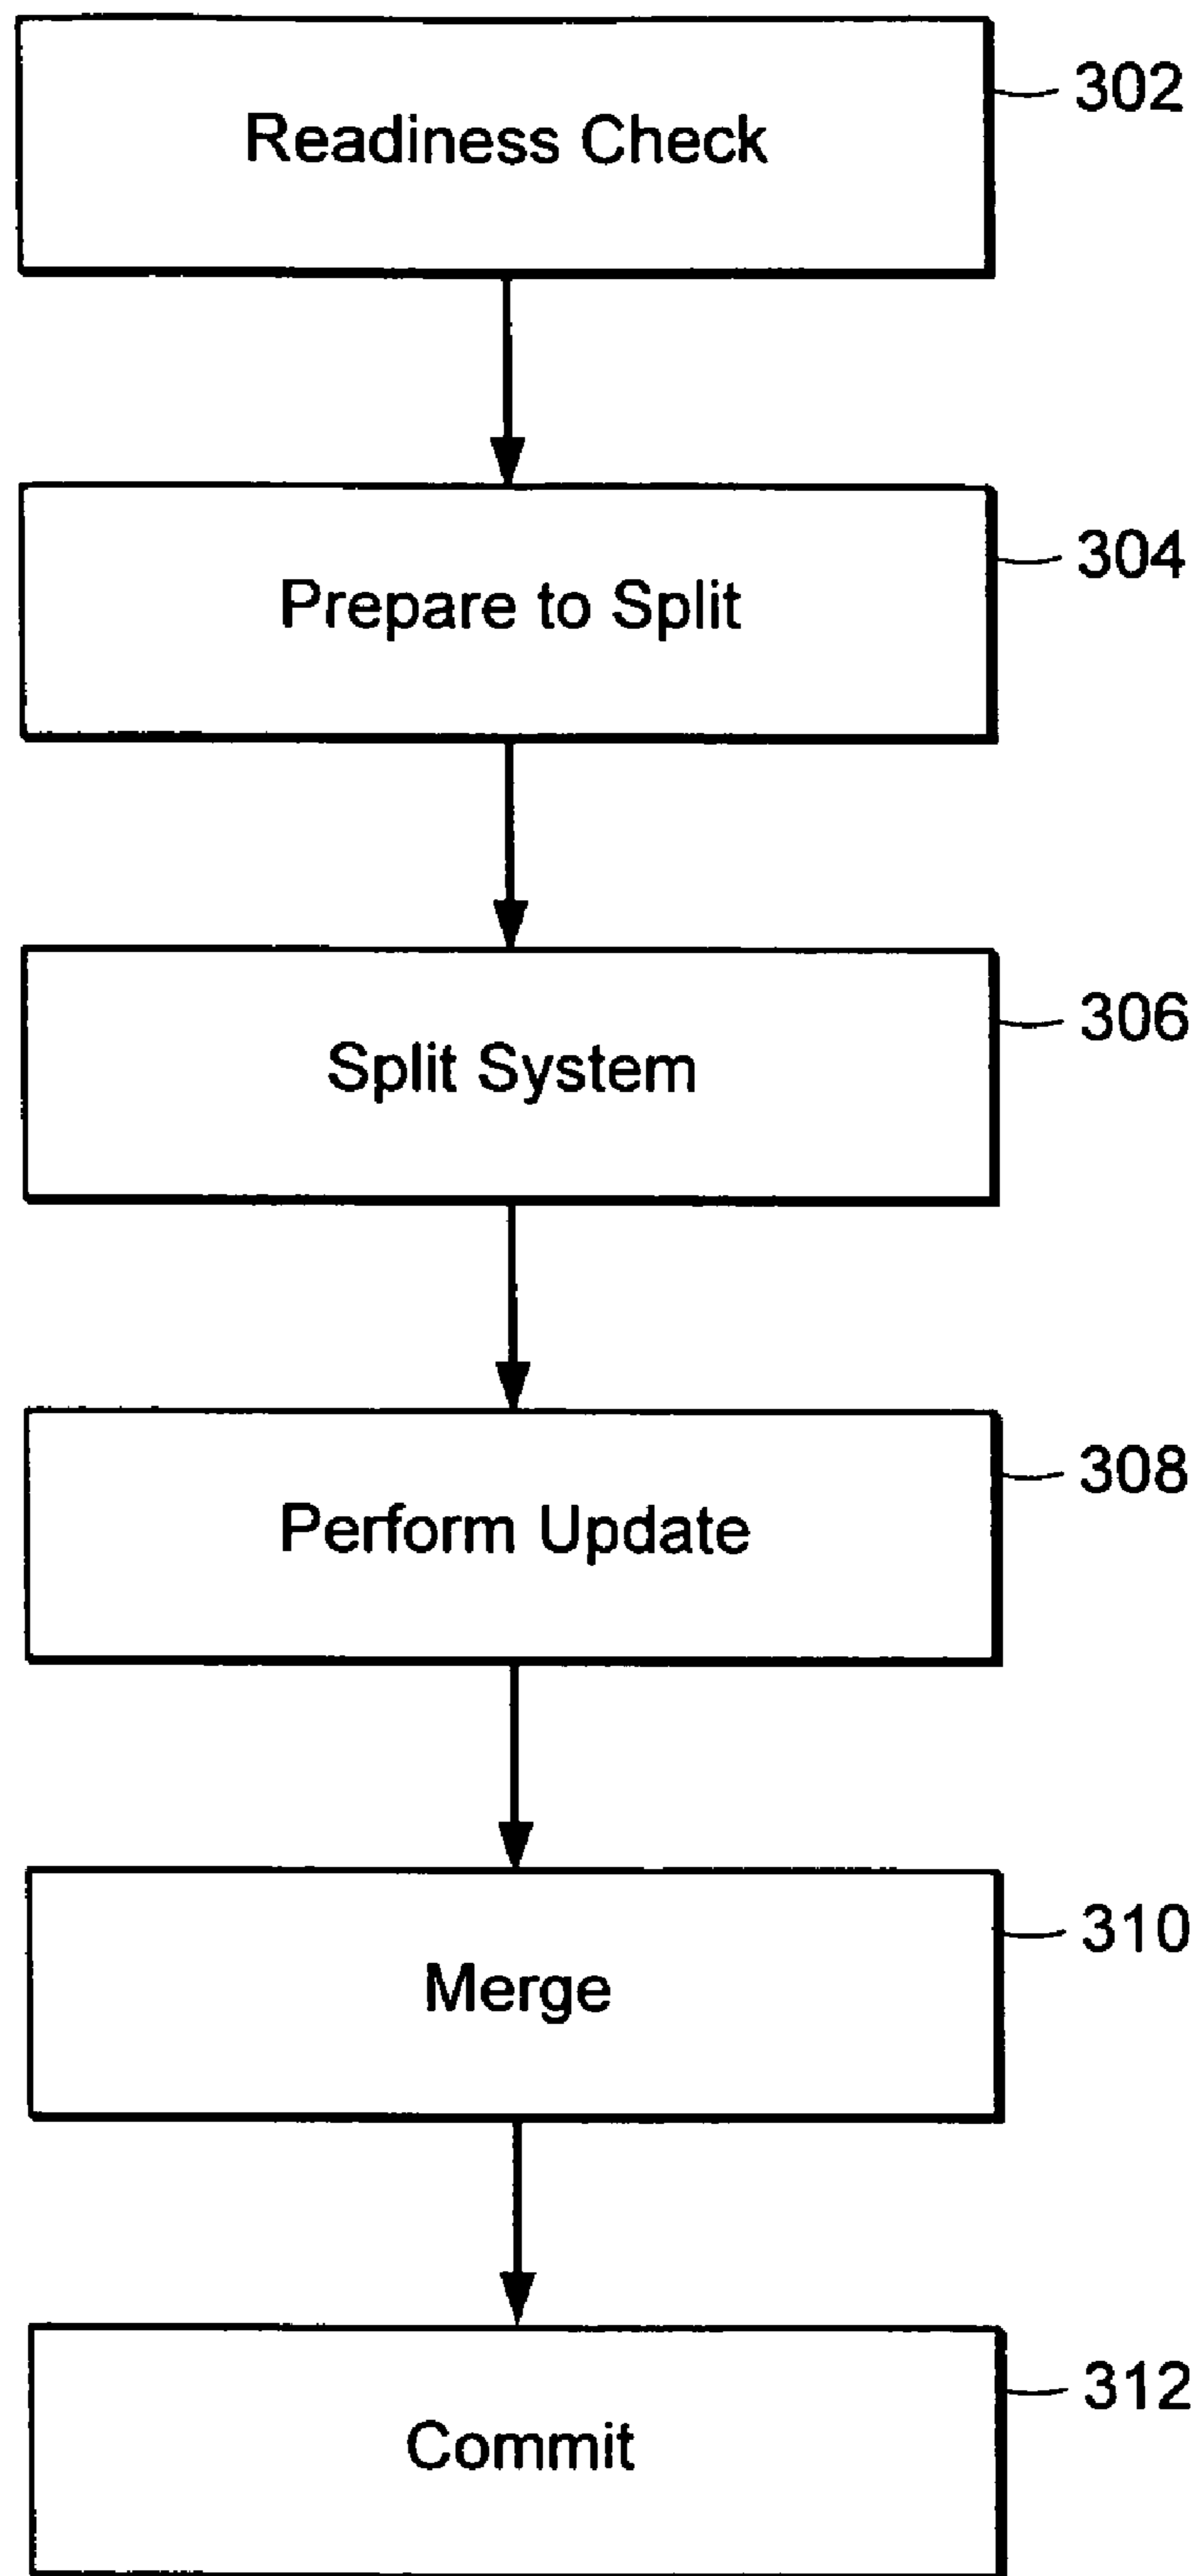 302
Readiness Check
304
Prepare to Split
306
Split System
308
Perform Update
310
Merge
312
Commit